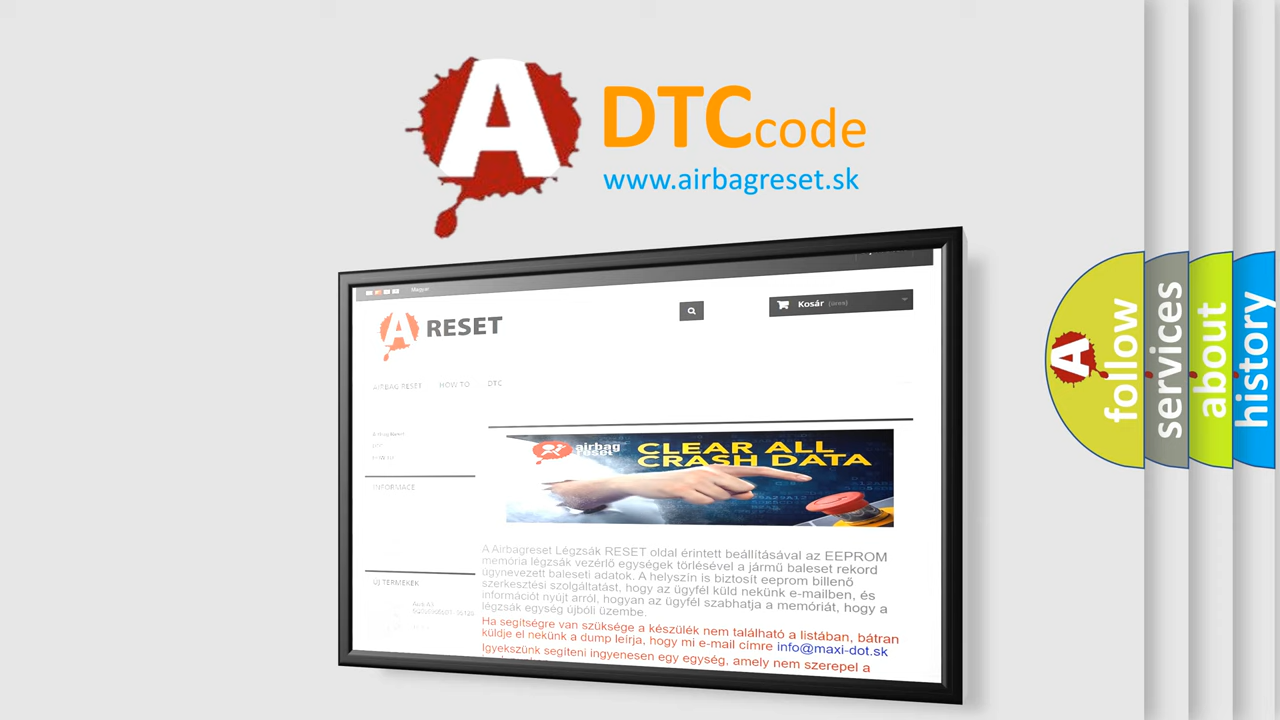 A
DTC code
www.airbagreset.sk
Magyar
A RESET
Kosár
AIRBAG RESET HOW TO DTC
INFORMACE
airbag
reset
CLEAR ALL
CRASH DATA
A Airbagreset Légzsák RESET oldal érintett beállításával az EEPROM
memória légzsák vezérlő egységek törlésével a jármű baleset rekord
úgynevezett baleseti adatok. A helyszín is biztosít eeprom billenő
szerkesztési szolgáltatást, hogy az ügyfél küld nekünk e-mailben, és
információt nyújt arról, hogyan az ügyfél szabhatja a memóriát, hogy a
légzsák egység újbóli üzembe.
Ha segítségre van szüksége a készülék nem található a listában, bátran
küldje el nekünk a dump leírja, hogy mi e-mail címre info@maxi-dot.sk
Igyekszünk segíteni ingyenesen egy egység, amely nem szerepel a
ÚJ TERMÉKEK
A
follow
services
about
history